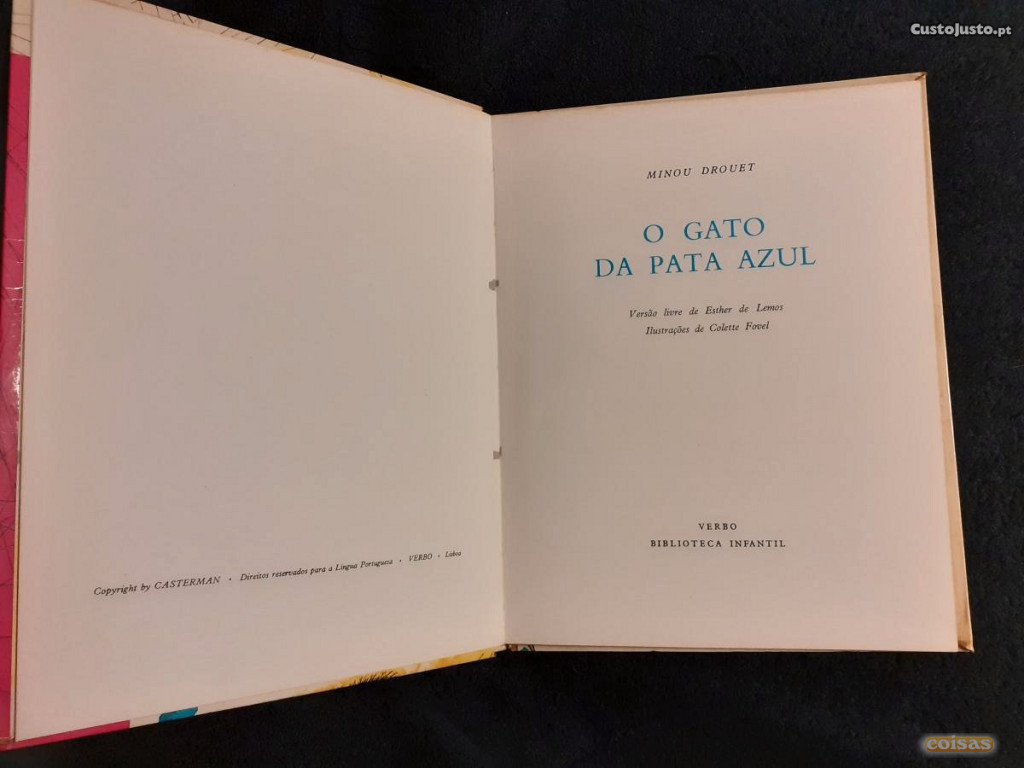 CustoJusto.pt
Copyright by CASTERMAN • Direitos reservados para a Língua Portuguesa • VERBO • Lisboa
MINOU DROUET
O GATO
DA PATA AZUL
Versão livre de Esther de Lemos
Ilustrações de Colette Fovel
VERBO
BIBLIOTECA INFANTIL
coisas